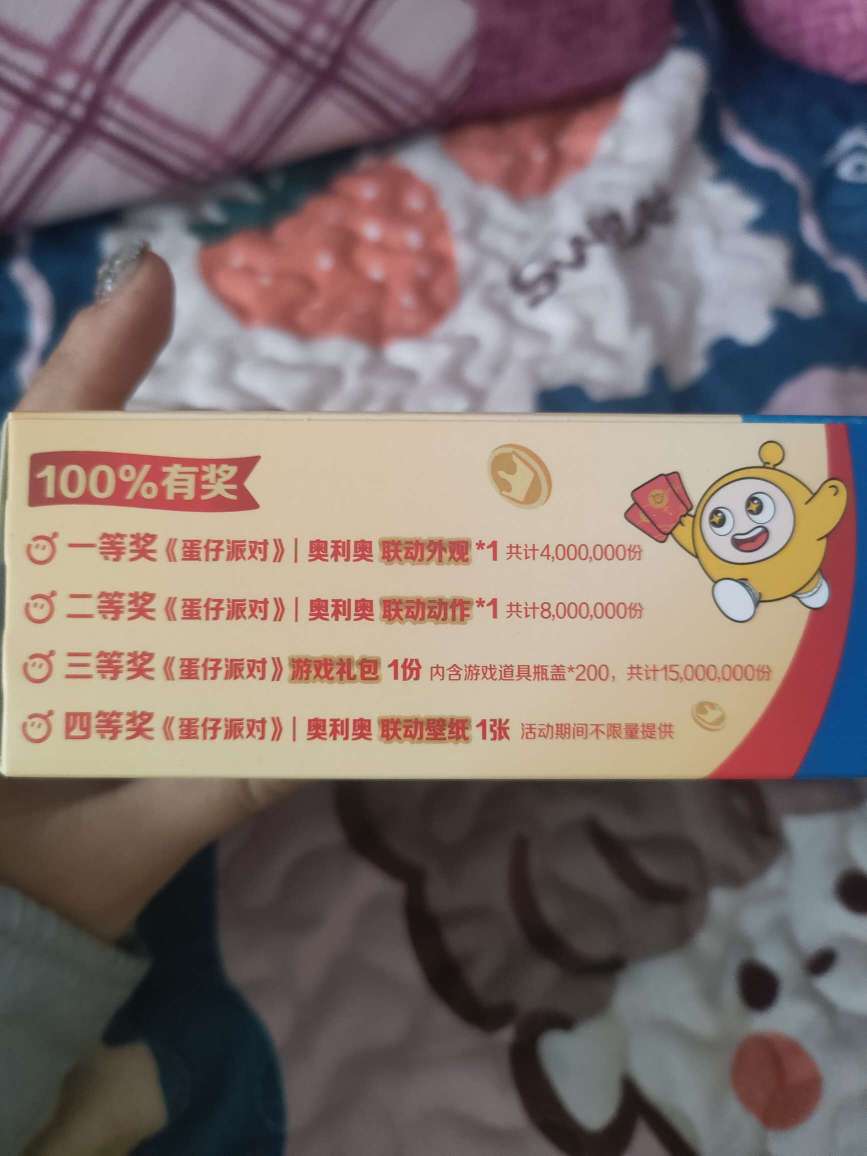 100%有奖
一等奖《蛋仔派对》| 奥利奥 联动外观 *1 共计4,000,000份
二等奖《蛋仔派对》| 奥利奥 联动动作 *1 共计8,000,000份
三等奖《蛋仔派对》游戏礼包 1份 内含游戏道具瓶盖*200，共计15,000,000份
四等奖《蛋仔派对》| 奥利奥 联动壁纸 1张 活动期间不限量提供